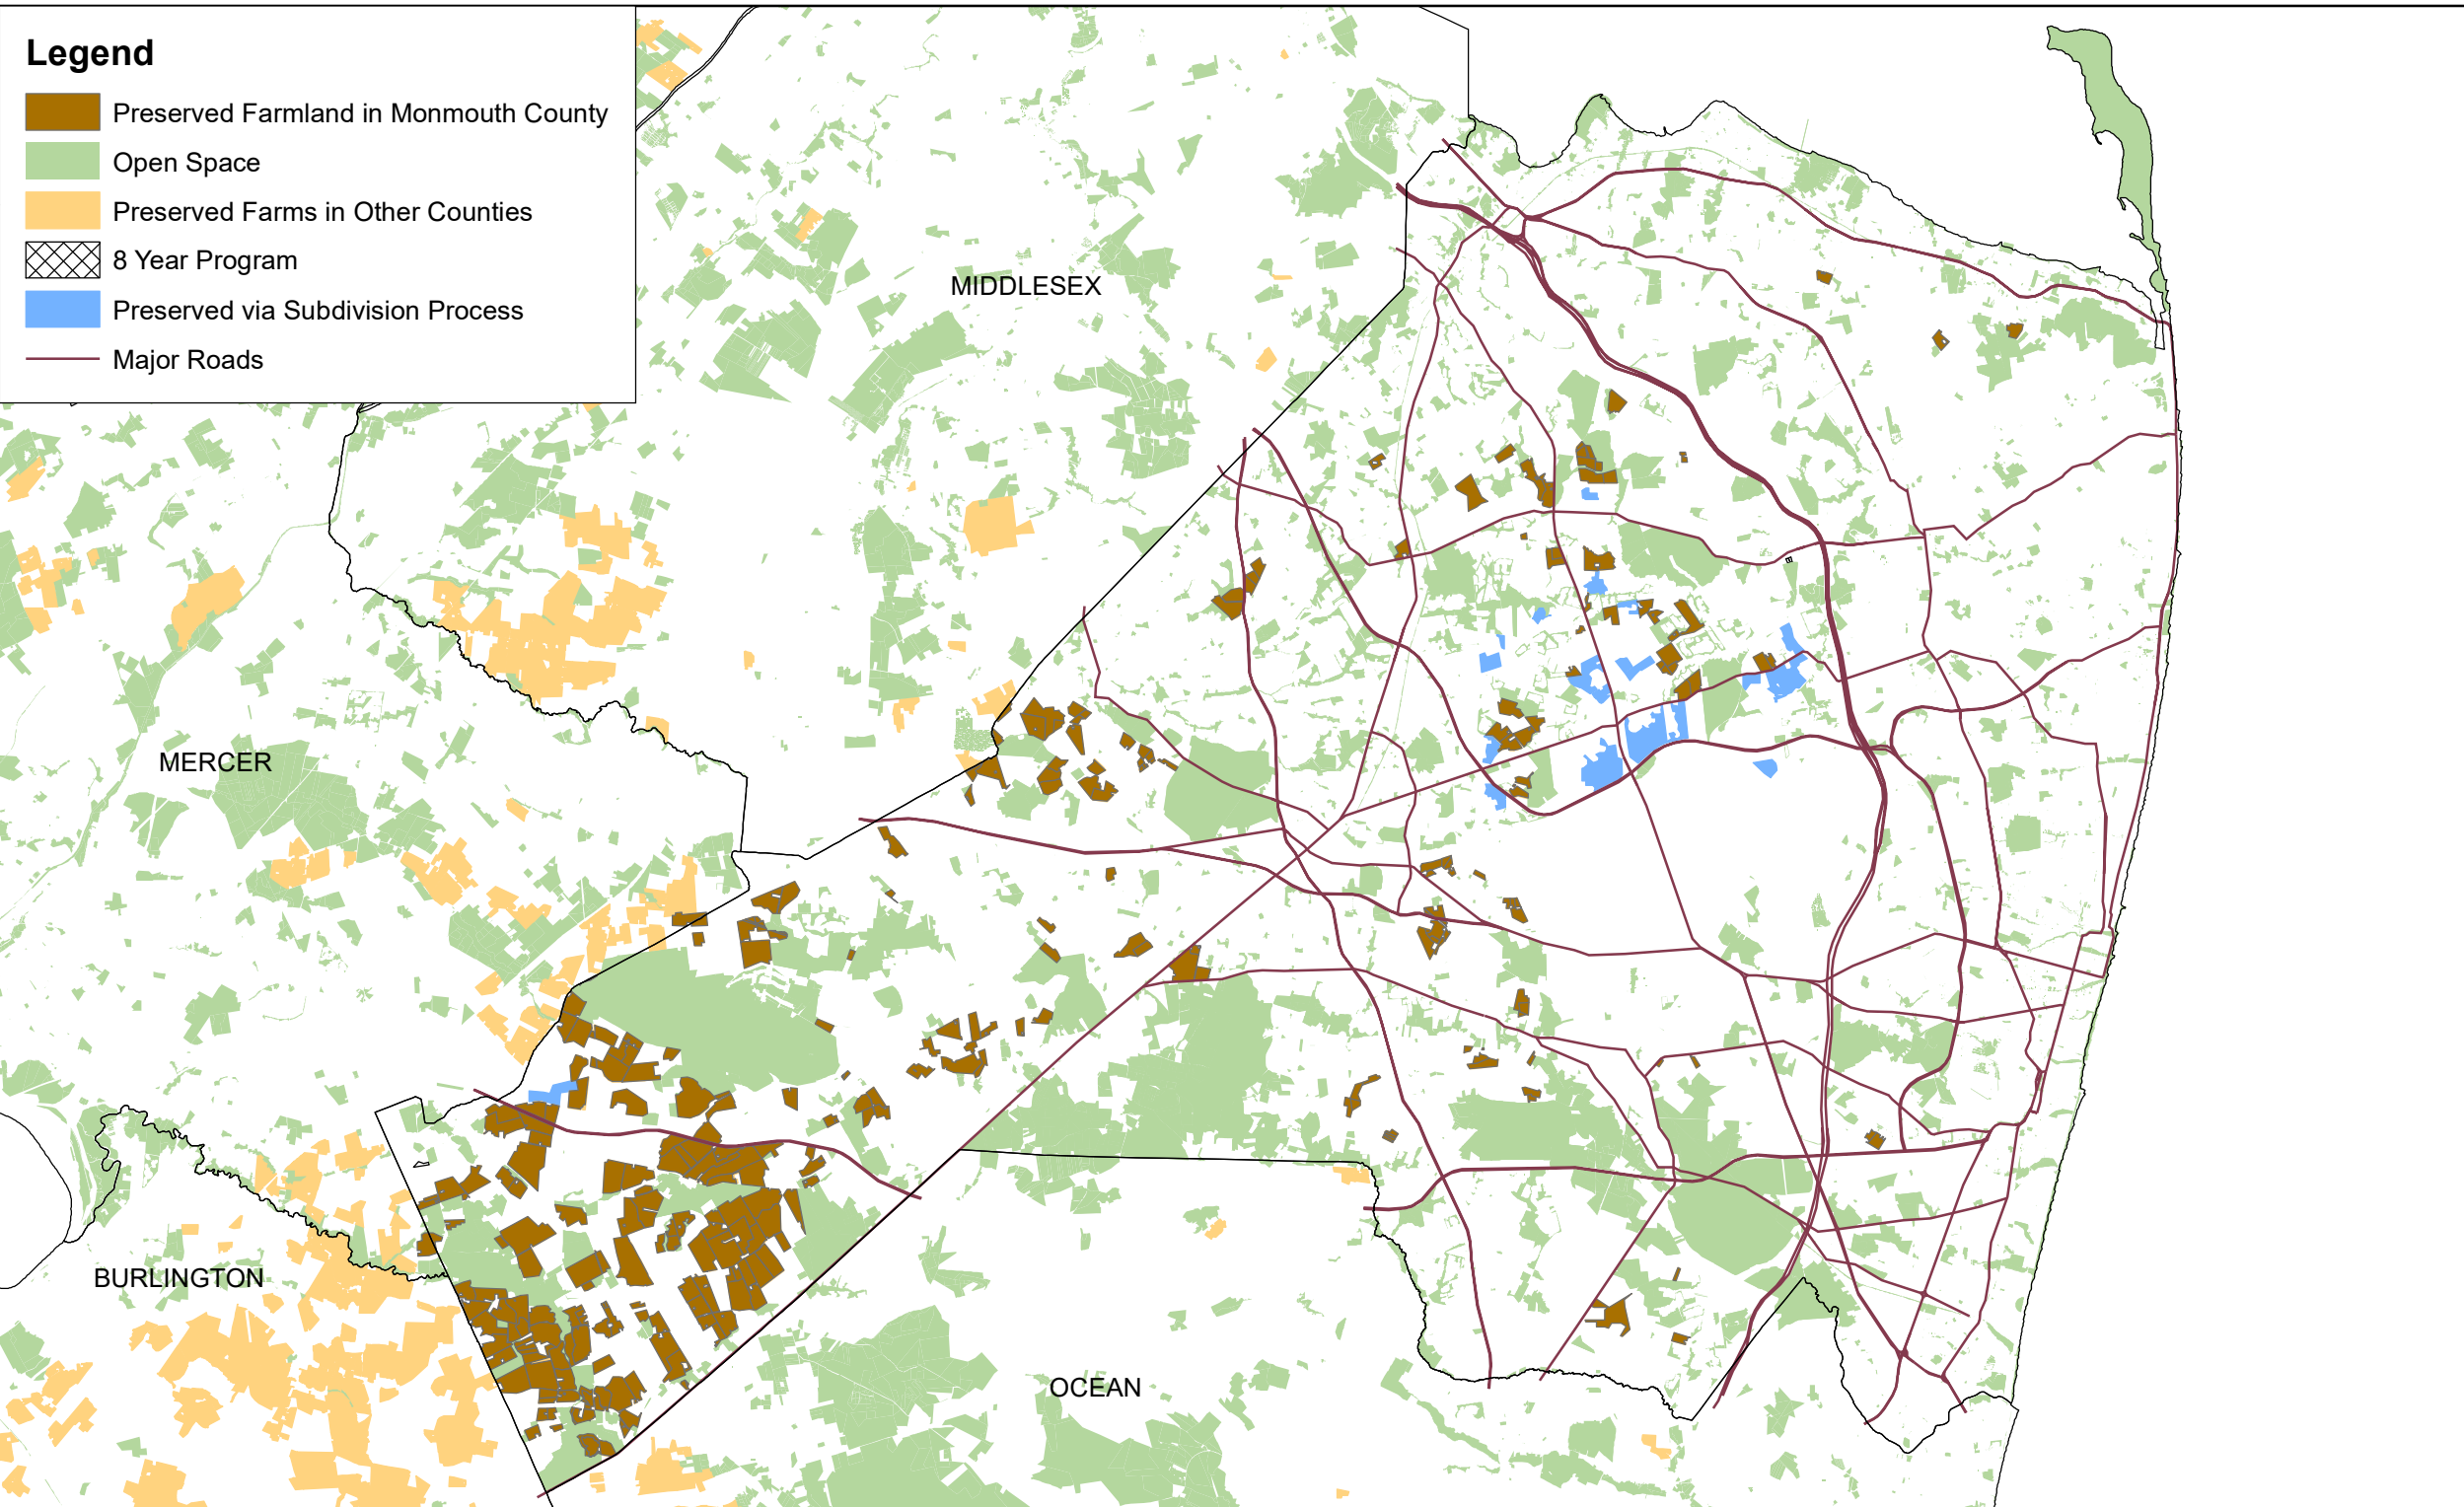 Legend
Preserved Farmland in Monmouth County
Open Space
Preserved Farms in Other Counties
8 Year Program
Preserved via Subdivision Process
Major Roads
MIDDLESEX
MERCER
BURLINGTON
OCEAN